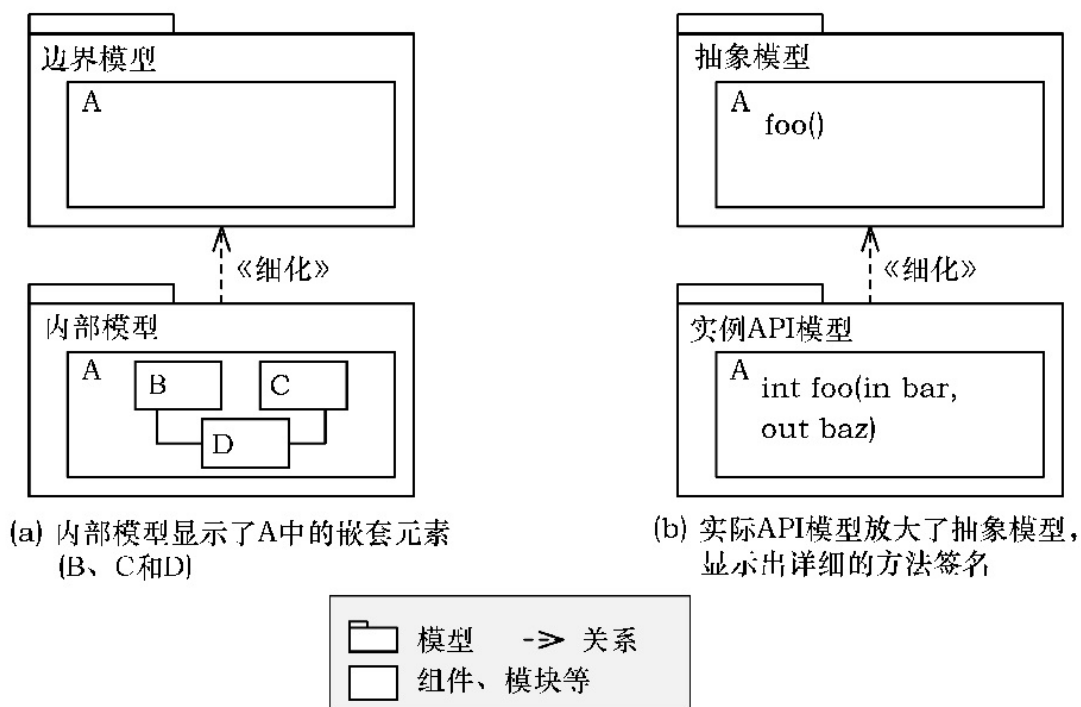 边界模型
A
《细化》
内部模型
A
B
C
D
(a) 内部模型显示了A中的嵌套元素
(B、C和D)
抽象模型
A
foo()
《细化》
实例API模型
A
int foo(in bar,
out baz)
(b) 实际API模型放大了抽象模型，
显示出详细的方法签名
模型
关系
组件、模块等